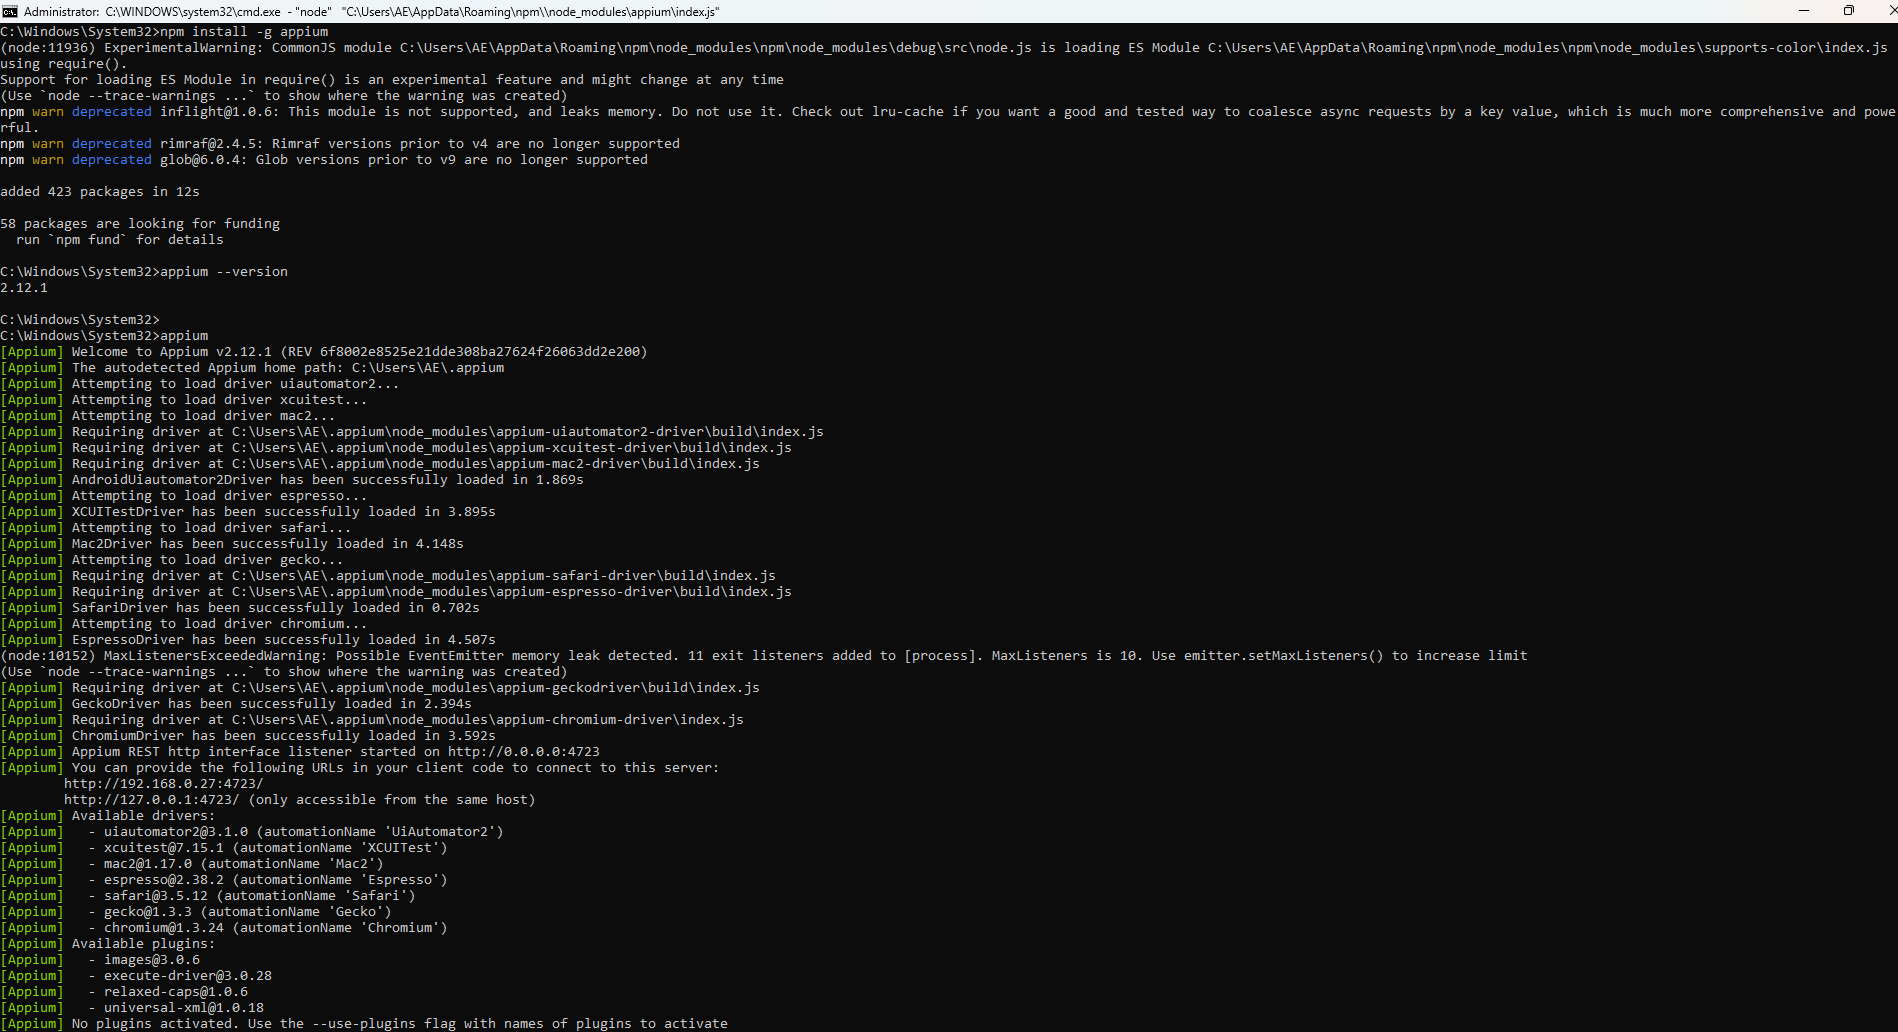 Administrator: C:\WINDOWS\system32\cmd.exe - "node" "C:\Users\AE\AppData\Roaming\npm\\node_modules\appium\index.js"
C:\Windows\System32>npm install -g appium
(node:11936) ExperimentalWarning: CommonJS module C:\Users\AE\AppData\Roaming\npm\node_modules\npm\node_modules\debug\src\node.js is loading ES Module C:\Users\AE\AppData\Roaming\npm\node_modules\npm\node_modules\supports-color\index.js
using require().
Support for loading ES Module in require() is an experimental feature and might change at any time
(Use `node --trace-warnings ...` to show where the warning was created)
npm warn deprecated inflight@1.0.6: This module is not supported, and leaks memory. Do not use it. Check out lru-cache if you want a good and tested way to coalesce async requests by a key value, which is much more comprehensive and powe
rful.
npm warn deprecated rimraf@2.4.5: Rimraf versions prior to v4 are no longer supported
npm warn deprecated glob@6.0.4: Glob versions prior to v9 are no longer supported
added 423 packages in 12s
58 packages are looking for funding
run `npm fund` for details
C:\Windows\System32>appium --version
2.12.1
C:\Windows\System32>
C:\Windows\System32>appium
[Appium] Welcome to Appium v2.12.1 (REV 6f8002e8525e21dde308ba27624f26063dd2e200)
[Appium] The autodetected Appium home path: C:\Users\AE\.appium
[Appium] Attempting to load driver uiautomator2...
[Appium] Attempting to load driver xcuitest...
[Appium] Attempting to load driver mac2...
[Appium] Requiring driver at C:\Users\AE\.appium\node_modules\appium-uiautomator2-driver\build\index.js
[Appium] Requiring driver at C:\Users\AE\.appium\node_modules\appium-xcuitest-driver\build\index.js
[Appium] Requiring driver at C:\Users\AE\.appium\node_modules\appium-mac2-driver\build\index.js
[Appium] AndroidUiautomator2Driver has been successfully loaded in 1.869s
[Appium] Attempting to load driver espresso...
[Appium] XCUITestDriver has been successfully loaded in 3.895s
[Appium] Attempting to load driver safari...
[Appium] Mac2Driver has been successfully loaded in 4.148s
[Appium] Attempting to load driver gecko...
[Appium] Requiring driver at C:\Users\AE\.appium\node_modules\appium-safari-driver\build\index.js
[Appium] Requiring driver at C:\Users\AE\.appium\node_modules\appium-espresso-driver\build\index.js
[Appium] SafariDriver has been successfully loaded in 0.702s
[Appium] Attempting to load driver chromium...
[Appium] EspressoDriver has been successfully loaded in 4.507s
(node:10152) MaxListenersExceededWarning: Possible EventEmitter memory leak detected. 11 exit listeners added to [process]. MaxListeners is 10. Use emitter.setMaxListeners() to increase limit
(Use `node --trace-warnings ...` to show where the warning was created)
[Appium] Requiring driver at C:\Users\AE\.appium\node_modules\appium-geckodriver\build\index.js
[Appium] GeckoDriver has been successfully loaded in 2.394s
[Appium] Requiring driver at C:\Users\AE\.appium\node_modules\appium-chromium-driver\index.js
[Appium] ChromiumDriver has been successfully loaded in 3.592s
[Appium] Appium REST http interface listener started on http://0.0.0.0:4723
[Appium] You can provide the following URLs in your client code to connect to this server:
http://192.168.0.27:4723/
http://127.0.0.1:4723/ (only accessible from the same host)
[Appium] Available drivers:
[Appium]   - uiautomator2@3.1.0 (automationName 'UiAutomator2')
[Appium]   - xcuitest@7.15.1 (automationName 'XCUITest')
[Appium]   - mac2@1.17.0 (automationName 'Mac2')
[Appium]   - espresso@2.38.2 (automationName 'Espresso')
[Appium]   - safari@3.5.12 (automationName 'Safari')
[Appium]   - gecko@1.3.3 (automationName 'Gecko')
[Appium]   - chromium@1.3.24 (automationName 'Chromium')
[Appium] Available plugins:
[Appium]   - images@3.0.6
[Appium]   - execute-driver@3.0.28
[Appium]   - relaxed-caps@1.0.6
[Appium]   - universal-xml@1.0.18
[Appium] No plugins activated. Use the --use-plugins flag with names of plugins to activate